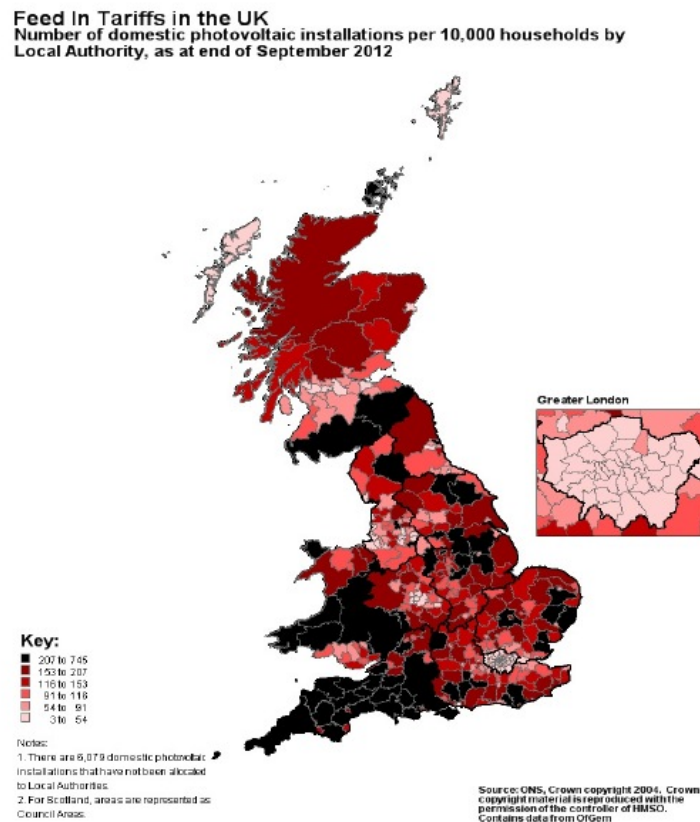 Feed In Tariffs in the UK
Number of domestic photovoltaic installations per 10,000 households by
Local Authority, as at end of September 2012
Greater London
Key:
207 to 745
153 to 207
116 to 153
91 to 116
54 to 91
3 to 54
Notes:
1. There are 6,079 domestic photovoltaic
installations that have not been allocated
to Local Authorities.
2. For Scotland, areas are represented as
Council Areas.
Source: ONS, Crown copyright 2004. Crown
copyright material is reproduced with the
permission of the controller of HMSO.
Contains data from OfGem